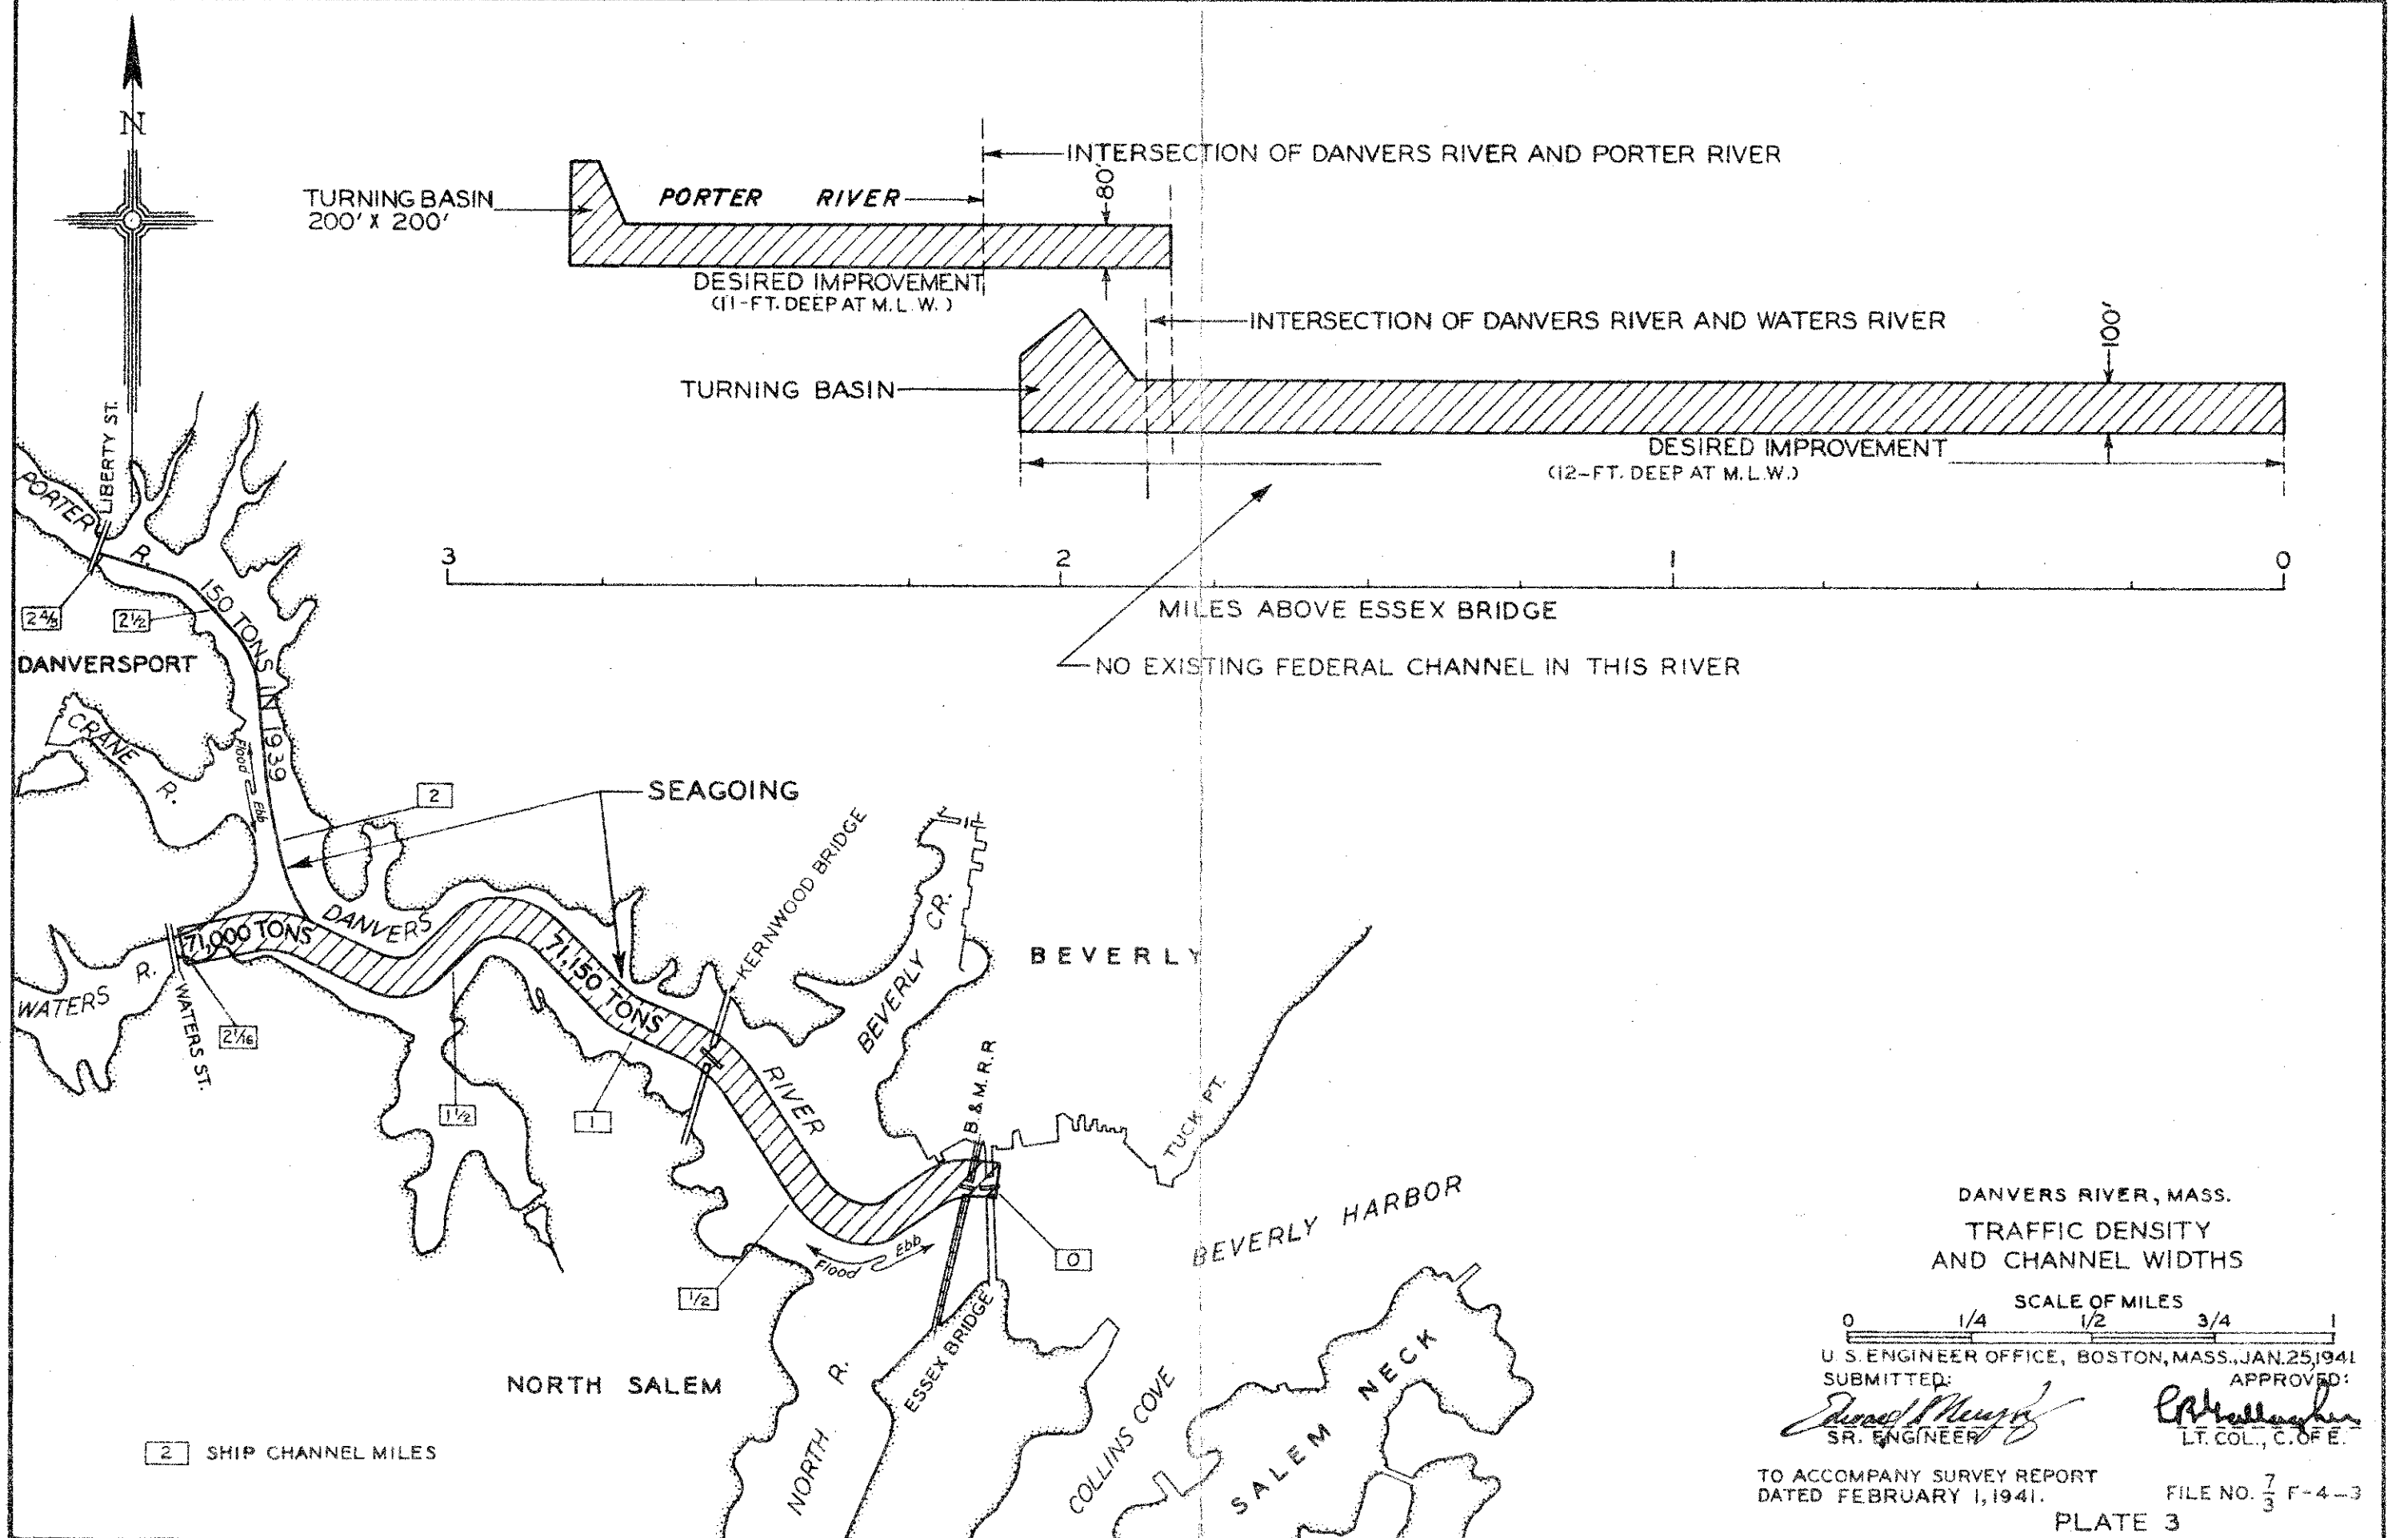 N
INTERSECTION OF DANVERS RIVER AND PORTER RIVER
80'
TURNING BASIN
200' X 200'
PORTER RIVER
DESIRED IMPROVEMENT
(11-FT. DEEP AT M.L.W.)
INTERSECTION OF DANVERS RIVER AND WATERS RIVER
100'
TURNING BASIN
DESIRED IMPROVEMENT
(12-FT. DEEP AT M.L.W.)
3 2 1 0
MILES ABOVE ESSEX BRIDGE
NO EXISTING FEDERAL CHANNEL IN THIS RIVER
LIBERTY ST.
PORTER R.
150 TONS IN 1939
2 4/5
2 1/2
DANVERSPORT
CRANE R.
Flood
Ebb
2
SEAGOING
KERNWOOD BRIDGE
BEVERLY CR.
BEVERLY
DANVERS RIVER
71,000 TONS
71,150 TONS
WATERS R.
WATERS ST.
2 1/16
1 1/2
1
B. & M. R. R
TUCK PT.
BEVERLY HARBOR
Flood
Ebb
0
1/2
ESSEX BRIDGE
NORTH SALEM
NORTH R.
COLLINS COVE
SALEM NECK
2 SHIP CHANNEL MILES
DANVERS RIVER, MASS.
TRAFFIC DENSITY
AND CHANNEL WIDTHS
SCALE OF MILES
0 1/4 1/2 3/4 1
U. S. ENGINEER OFFICE, BOSTON, MASS., JAN. 25, 1941
SUBMITTED:
APPROVED:
SR. ENGINEER
LT. COL., C. OF E.
TO ACCOMPANY SURVEY REPORT
DATED FEBRUARY 1, 1941.
FILE NO. 7/3 F-4-3
PLATE 3